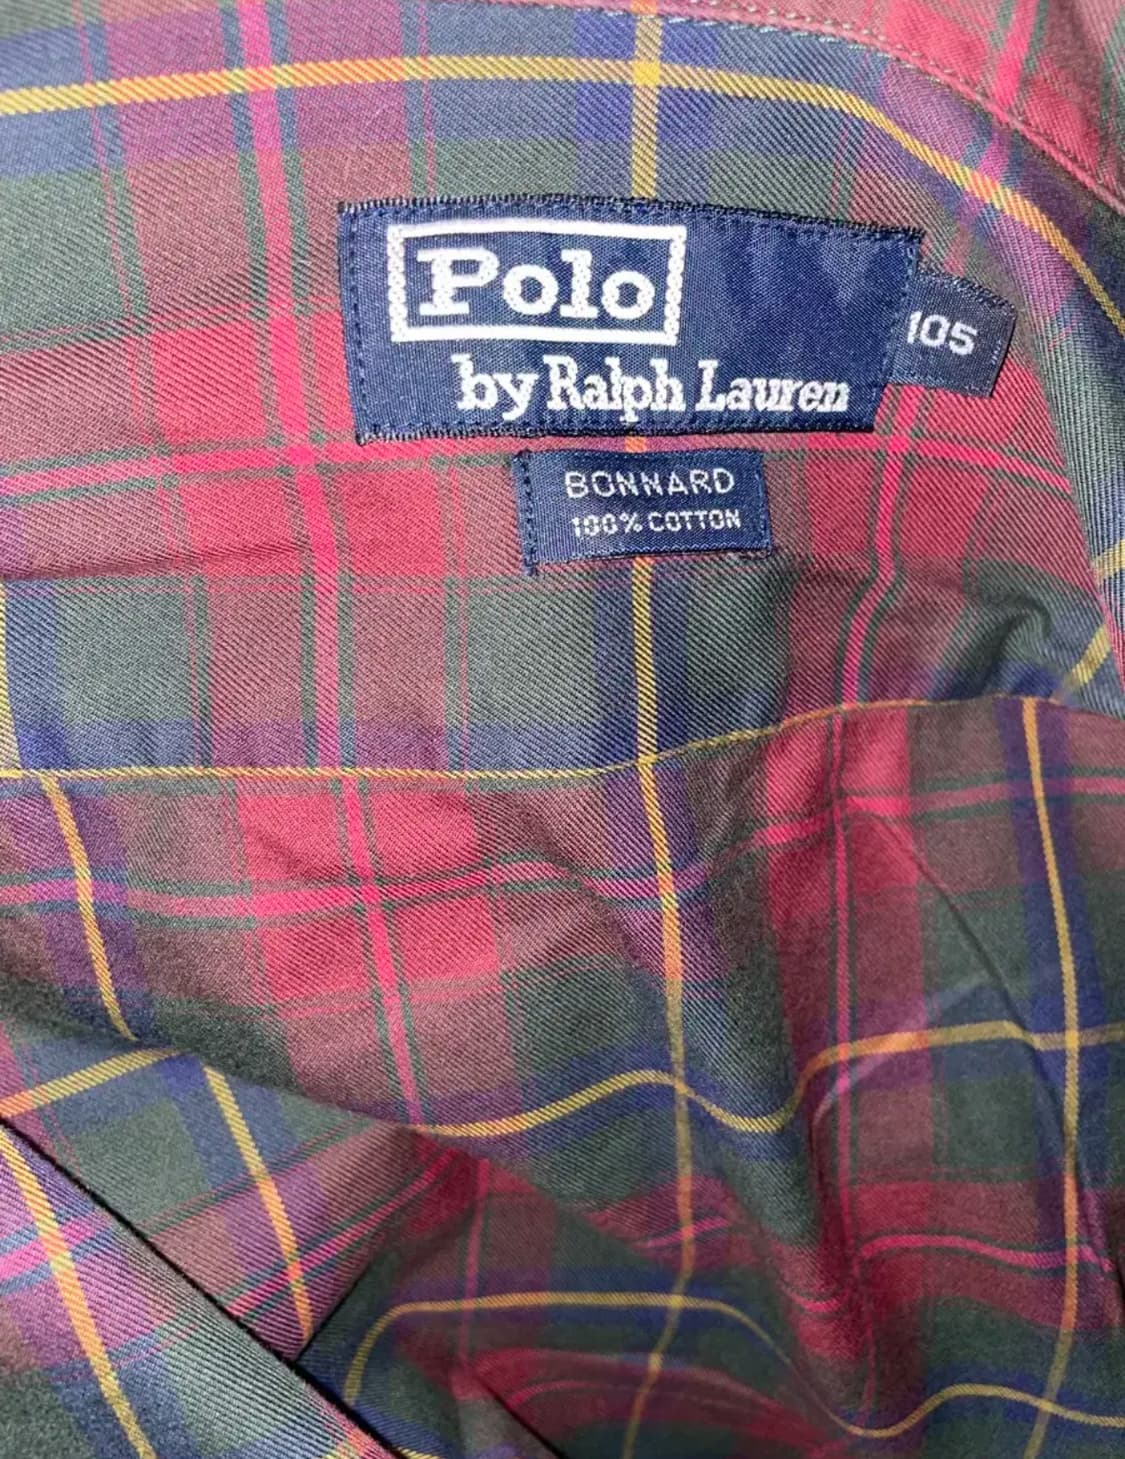 Polo
by Ralph Lauren
105
BONNARD
100% COTTON